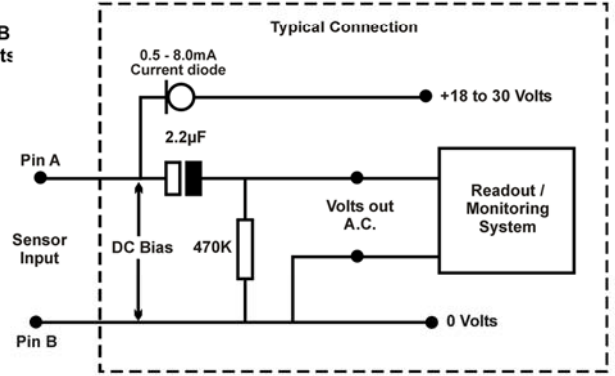 B
ts
Typical Connection
0.5 - 8.0mA
Current diode
+18 to 30 Volts
2.2µF
Pin A
Readout /
Monitoring
System
Volts out
A.C.
Sensor
Input
DC Bias
470K
0 Volts
Pin B